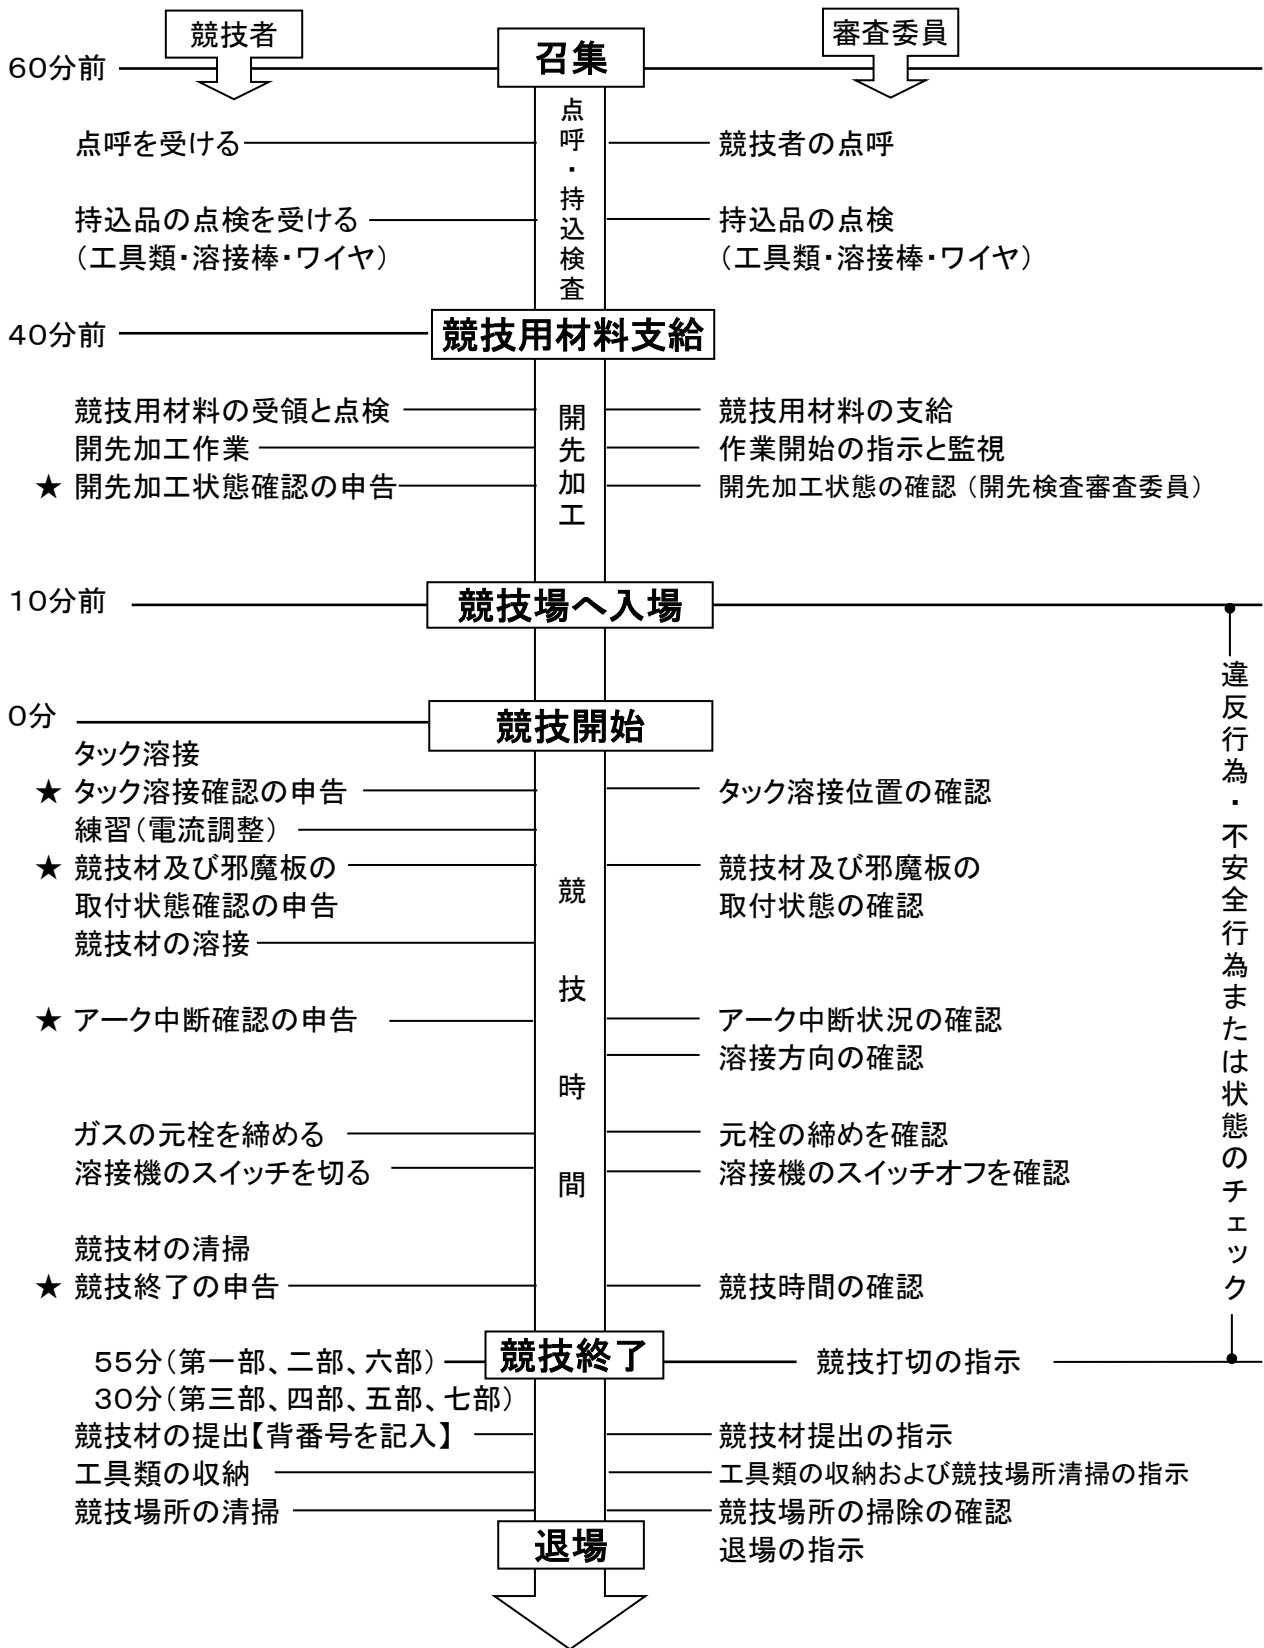 競技者
審査委員
60分前
召集
点呼・持込検査
点呼を受ける
競技者の点呼
持込品の点検を受ける
持込品の点検
(工具類・溶接棒・ワイヤ)
(工具類・溶接棒・ワイヤ)
40分前
競技用材料支給
開先加工
競技用材料の受領と点検
競技用材料の支給
開先加工作業
作業開始の指示と監視
★ 開先加工状態確認の申告
開先加工状態の確認(開先検査審査委員)
10分前
競技場へ入場
違反行為・不安全行為または状態のチェック
0分
競技開始
競技時間
タック溶接
★ タック溶接確認の申告
タック溶接位置の確認
練習(電流調整)
★ 競技材及び邪魔板の
競技材及び邪魔板の
取付状態確認の申告
取付状態の確認
競技材の溶接
★ アーク中断確認の申告
アーク中断状況の確認
溶接方向の確認
ガスの元栓を締める
元栓の締めを確認
溶接機のスイッチを切る
溶接機のスイッチオフを確認
競技材の清掃
★ 競技終了の申告
競技時間の確認
55分(第一部、二部、六部)
競技終了
競技打切の指示
30分(第三部、四部、五部、七部)
競技材の提出【背番号を記入】
競技材提出の指示
工具類の収納
工具類の収納および競技場所清掃の指示
競技場所の清掃
競技場所の掃除の確認
退場
退場の指示